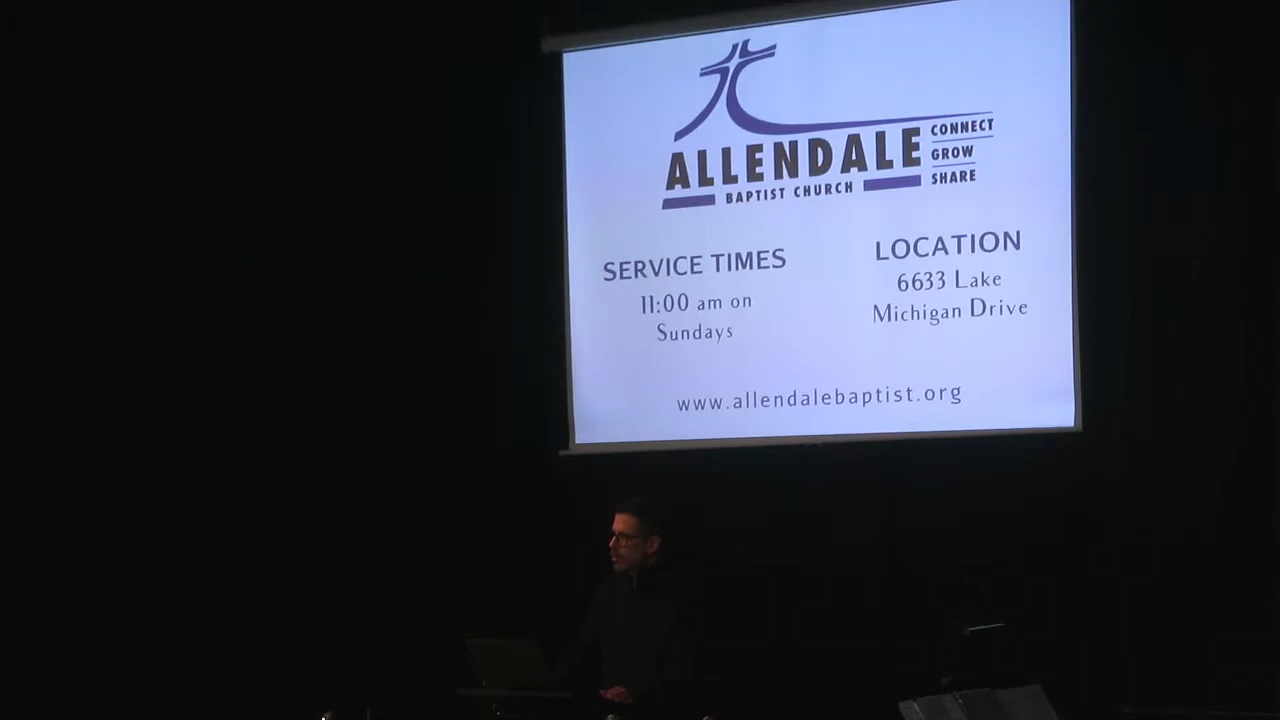 ALLENDALE
BAPTIST CHURCH
CONNECT
GROW
SHARE
SERVICE TIMES
11:00 am on
Sundays
LOCATION
6633 Lake
Michigan Drive
www.allendalebaptist.org